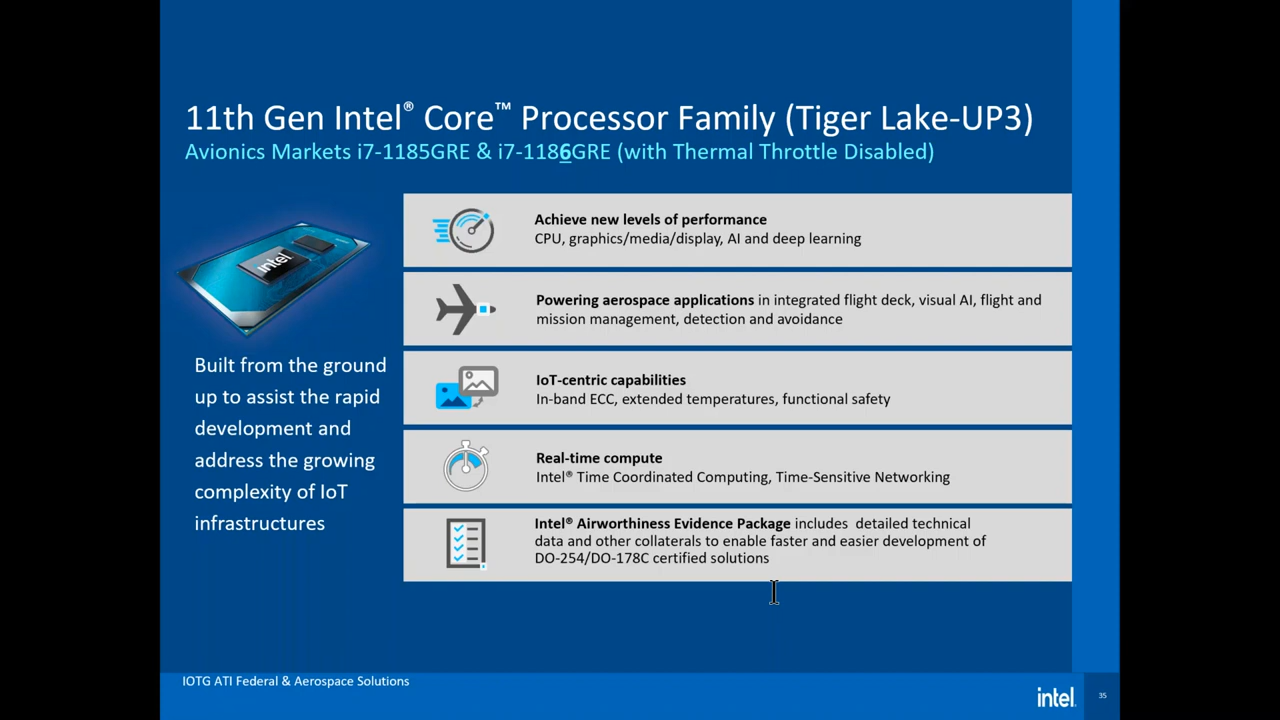 11th Gen Intel® Core™ Processor Family (Tiger Lake-UP3)
Avionics Markets i7-1185GRE & i7-1186GRE (with Thermal Throttle Disabled)
intel
Built from the ground
up to assist the rapid
development and
address the growing
complexity of IoT
infrastructures
Achieve new levels of performance
CPU, graphics/media/display, AI and deep learning
Powering aerospace applications in integrated flight deck, visual AI, flight and
mission management, detection and avoidance
IoT-centric capabilities
In-band ECC, extended temperatures, functional safety
Real-time compute
Intel® Time Coordinated Computing, Time-Sensitive Networking
Intel® Airworthiness Evidence Package includes  detailed technical
data and other collaterals to enable faster and easier development of
DO-254/DO-178C certified solutions
IOTG ATI Federal & Aerospace Solutions
intel.
35